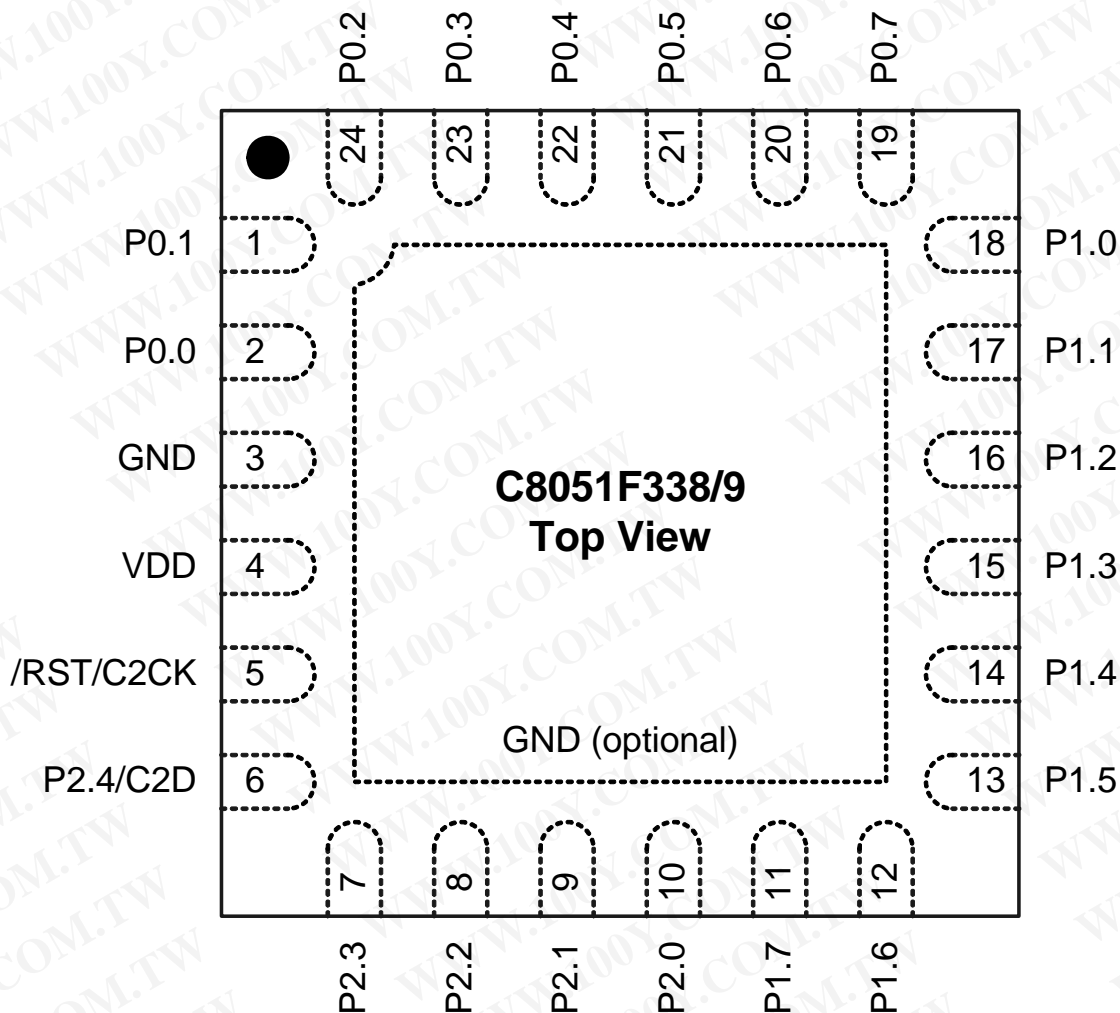 P0.2
P0.3
P0.4
P0.5
P0.6
P0.7
24
23
22
21
20
19
P0.1
1
18
P1.0
P0.0
2
17
P1.1
GND
3
16
P1.2
C8051F338/9
Top View
VDD
4
15
P1.3
/RST/C2CK
5
14
P1.4
GND (optional)
P2.4/C2D
6
13
P1.5
7
8
9
10
11
12
P2.3
P2.2
P2.1
P2.0
P1.7
P1.6
WWW.100Y.COM.TW